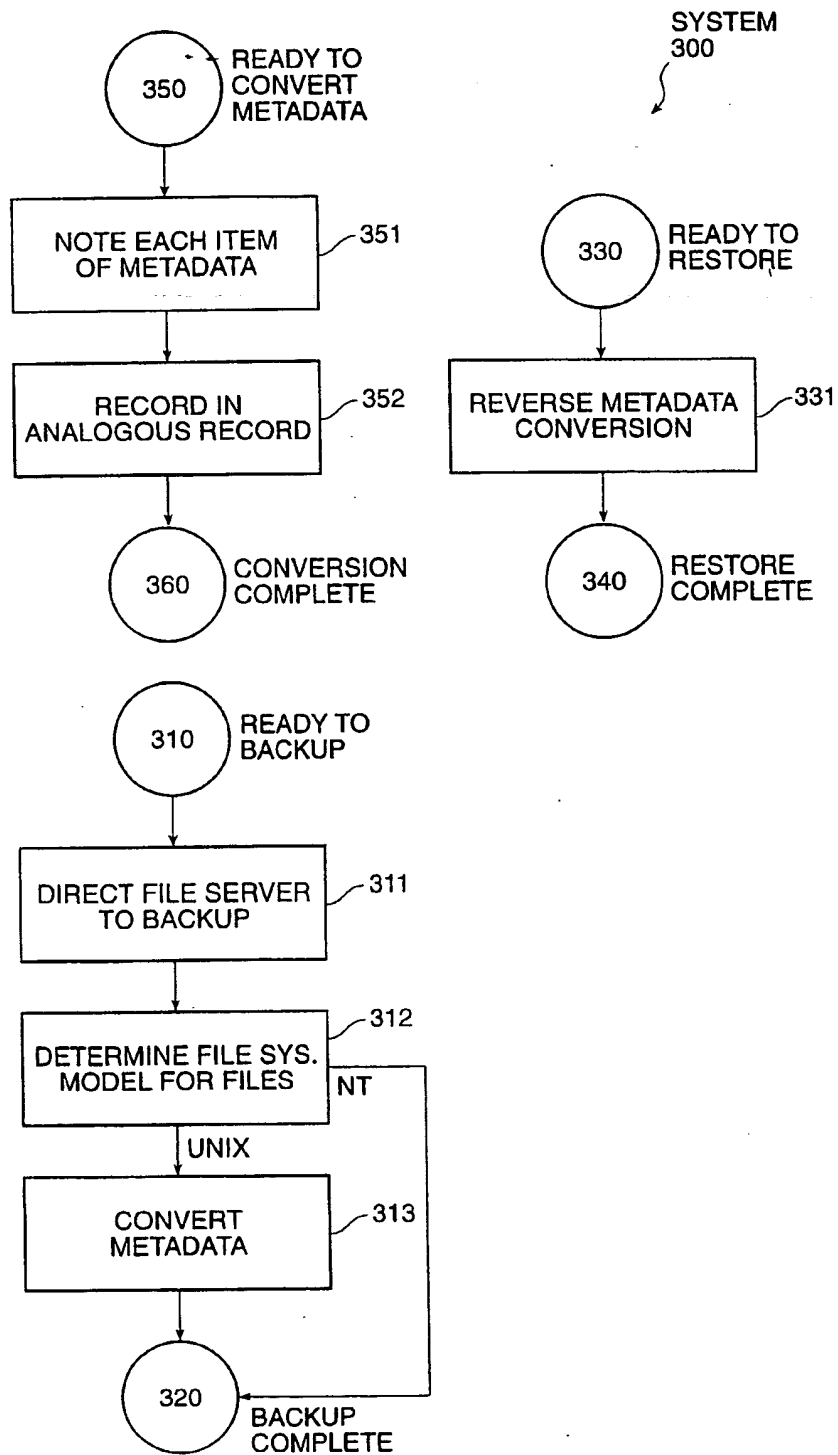 SYSTEM
300
350
READY TO
CONVERT
METADATA
NOTE EACH ITEM
OF METADATA
351
RECORD IN
ANALOGOUS RECORD
352
360
CONVERSION
COMPLETE
330
READY TO
RESTORE
REVERSE METADATA
CONVERSION
331
340
RESTORE
COMPLETE
310
READY TO
BACKUP
DIRECT FILE SERVER
TO BACKUP
311
312
DETERMINE FILE SYS.
MODEL FOR FILES
NT
UNIX
CONVERT
METADATA
313
320
BACKUP
COMPLETE